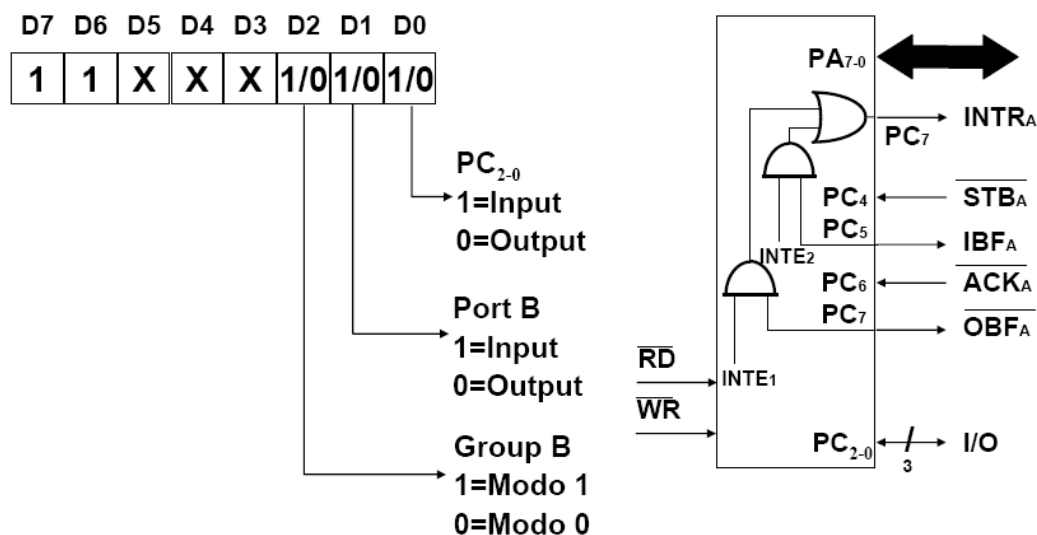 D7 D6 D5 D4 D3 D2 D1 D0
1 1 X X X 1/0 1/0 1/0
PC2-0
1=Input
0=Output
Port B
1=Input
0=Output
Group B
1=Modo 1
0=Modo 0
PA7-0
PC7 INTRA
PC4 STBA
PC5 IBFA
INTE2
PC6 ACKA
PC7 OBFA
INTE1
RD
WR
PC2-0 3 I/O